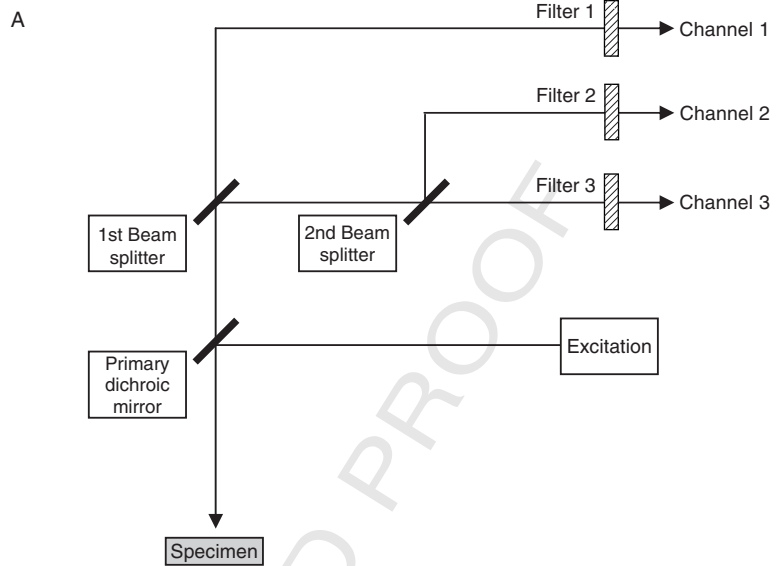 A
Filter 1
Channel 1
Filter 2
Channel 2
Filter 3
Channel 3
1st Beam
splitter
2nd Beam
splitter
Primary
dichroic
mirror
Excitation
Specimen
D PROOF